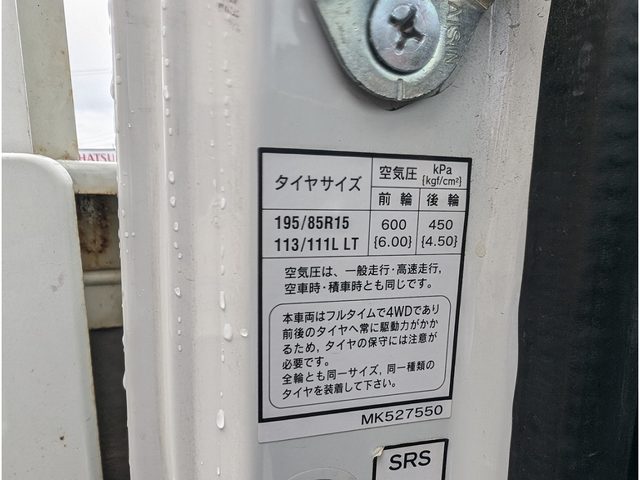 タイヤサイズ 空気圧 kPa
{kgf/cm²}
前輪 後輪
195/85R15 600 450
113/111L LT {6.00} {4.50}
空気圧は、一般走行・高速走行,
空車時・積車時とも同じです。
本車両はフルタイムで4WDであり
前後のタイヤへ常に駆動力がかか
るため,タイヤの保守には注意が
必要です。
全輪とも同一サイズ,同一種類の
タイヤを装着して下さい。
MK527550
SRS
HATSU